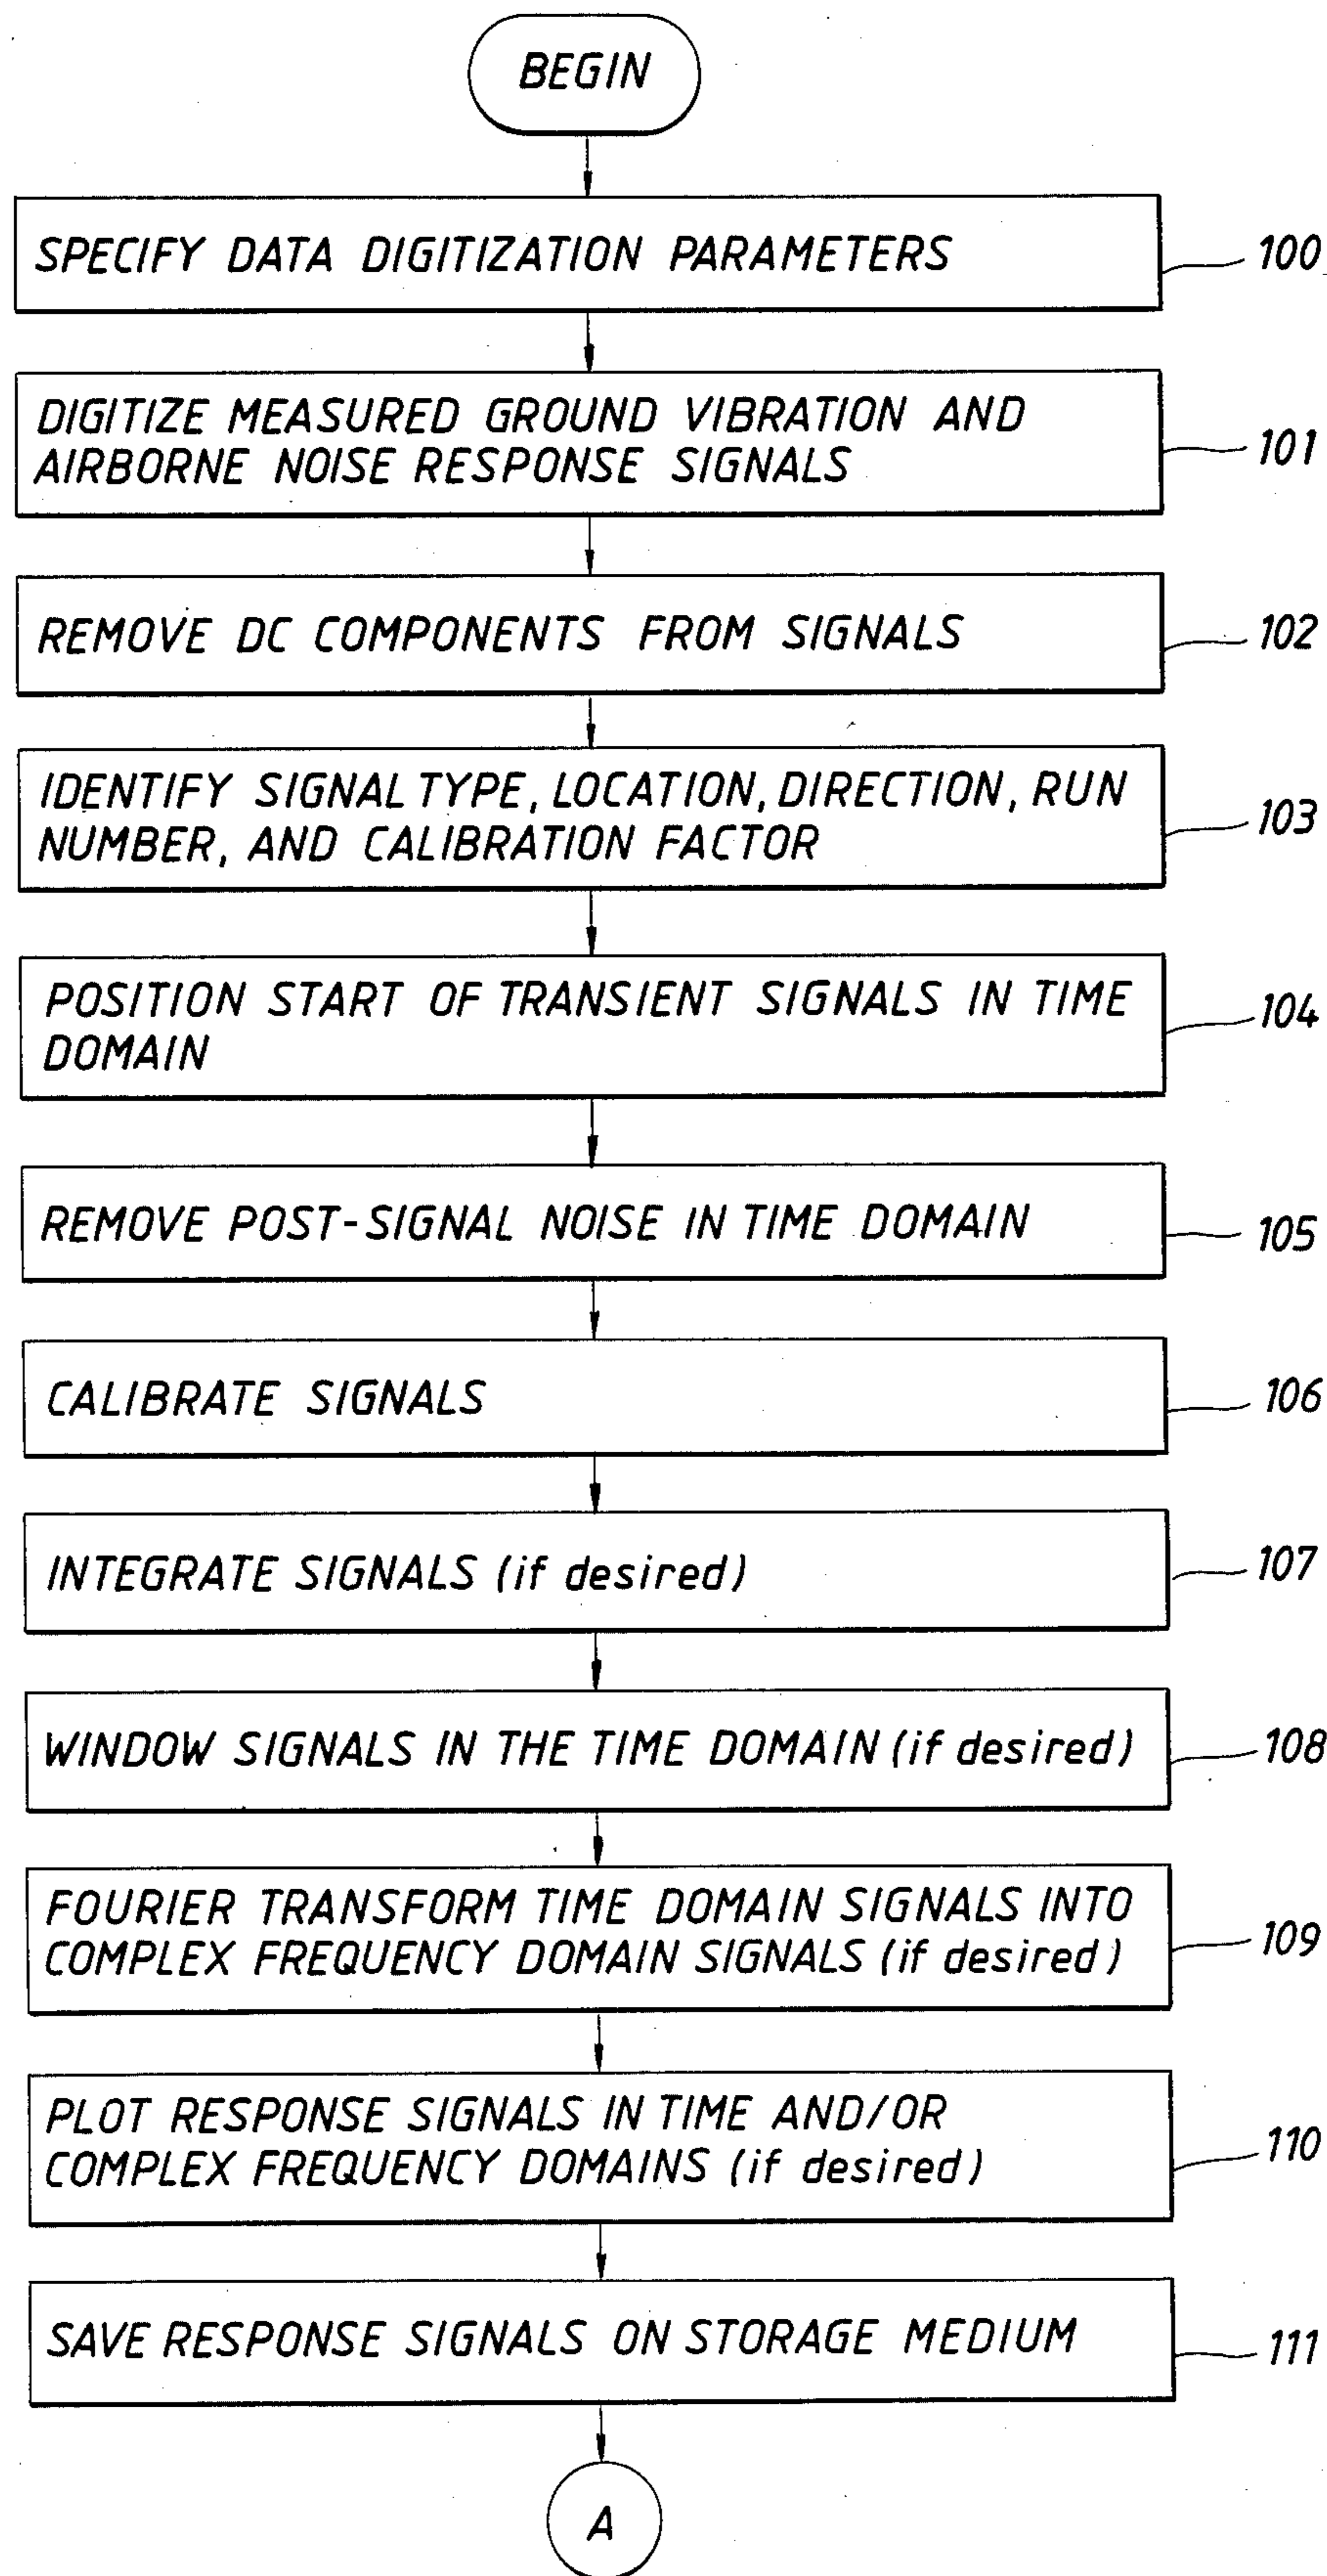 BEGIN
SPECIFY DATA DIGITIZATION PARAMETERS
100
DIGITIZE MEASURED GROUND VIBRATION AND
AIRBORNE NOISE RESPONSE SIGNALS
101
REMOVE DC COMPONENTS FROM SIGNALS
102
IDENTIFY SIGNAL TYPE, LOCATION, DIRECTION, RUN
NUMBER, AND CALIBRATION FACTOR
103
POSITION START OF TRANSIENT SIGNALS IN TIME
DOMAIN
104
REMOVE POST-SIGNAL NOISE IN TIME DOMAIN
105
CALIBRATE SIGNALS
106
INTEGRATE SIGNALS (if desired)
107
WINDOW SIGNALS IN THE TIME DOMAIN (if desired)
108
FOURIER TRANSFORM TIME DOMAIN SIGNALS INTO
COMPLEX FREQUENCY DOMAIN SIGNALS (if desired)
109
PLOT RESPONSE SIGNALS IN TIME AND/OR
COMPLEX FREQUENCY DOMAINS (if desired)
110
SAVE RESPONSE SIGNALS ON STORAGE MEDIUM
111
A